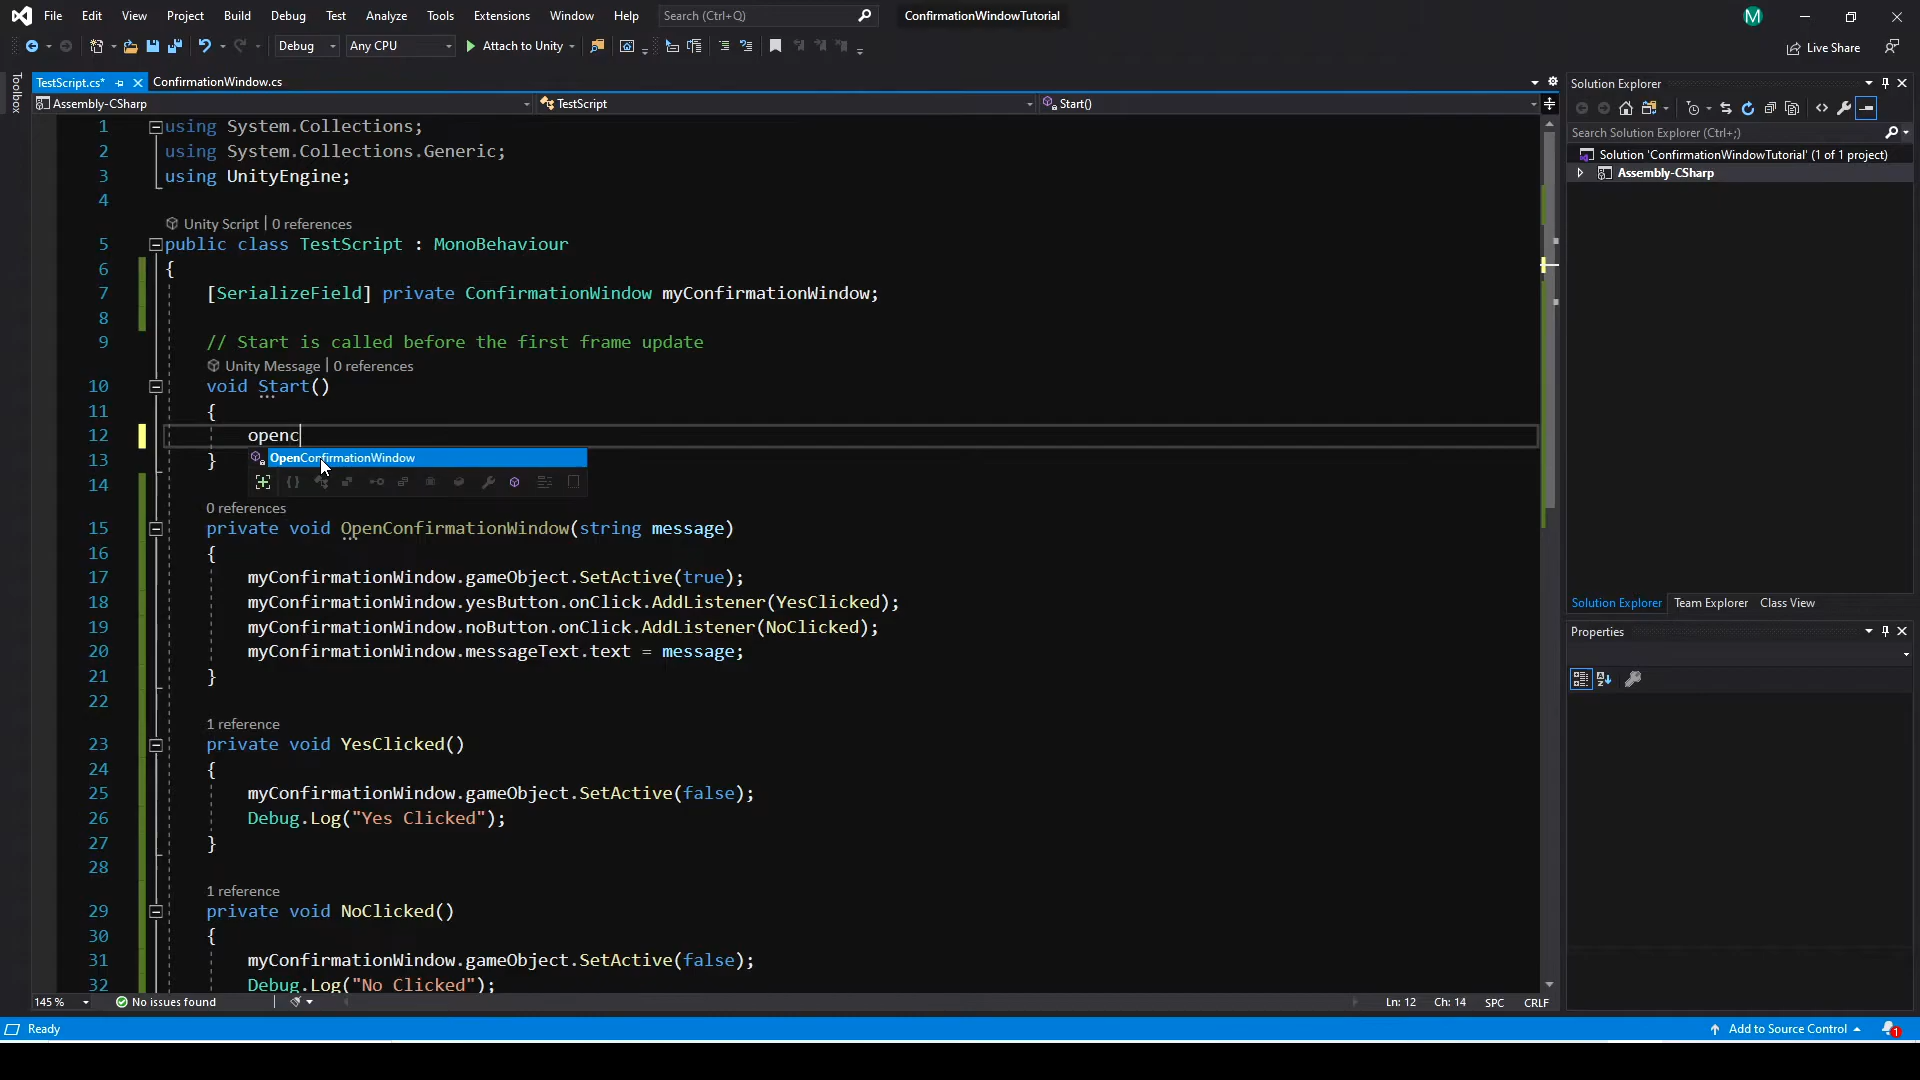 File Edit View Project Build Debug Test Analyze Tools Extensions Window Help Search (Ctrl+Q) ConfirmationWindowTutorial M
Debug Any CPU Attach to Unity Live Share
Toolbox
TestScript.cs* ConfirmationWindow.cs
Assembly-CSharp TestScript Start()
1 using System.Collections;
2 using System.Collections.Generic;
3 using UnityEngine;
4
Unity Script | 0 references
5 public class TestScript : MonoBehaviour
6 {
7 [SerializeField] private ConfirmationWindow myConfirmationWindow;
8
9 // Start is called before the first frame update
Unity Message | 0 references
10 void Start()
11 {
12 openc
OpenConfirmationWindow
13 }
14
0 references
15 private void OpenConfirmationWindow(string message)
16 {
17 myConfirmationWindow.gameObject.SetActive(true);
18 myConfirmationWindow.yesButton.onClick.AddListener(YesClicked);
19 myConfirmationWindow.noButton.onClick.AddListener(NoClicked);
20 myConfirmationWindow.messageText.text = message;
21 }
22
1 reference
23 private void YesClicked()
24 {
25 myConfirmationWindow.gameObject.SetActive(false);
26 Debug.Log("Yes Clicked");
27 }
28
1 reference
29 private void NoClicked()
30 {
31 myConfirmationWindow.gameObject.SetActive(false);
32 Debug.Log("No Clicked");
145 % No issues found Ln: 12 Ch: 14 SPC CRLF
Solution Explorer
Search Solution Explorer (Ctrl+;)
Solution 'ConfirmationWindowTutorial' (1 of 1 project)
Assembly-CSharp
Solution Explorer Team Explorer Class View
Properties
Ready Add to Source Control 1